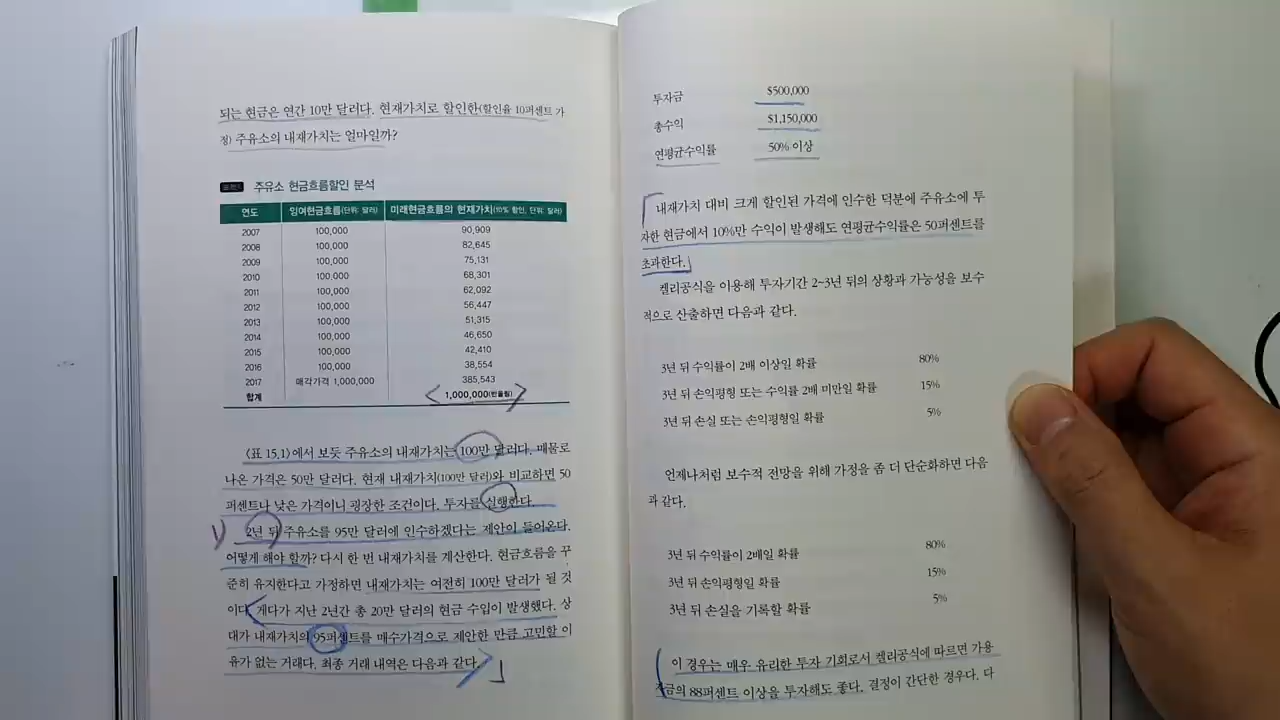 되는 현금은 연간 10만 달러다. 현재가치로 할인한(할인율 10퍼센트 가
정) 주유소의 내재가치는 얼마일까?
주유소 현금흐름할인 분석
연도 잉여현금흐름(단위: 달러) 미래현금흐름의 현재가치(10% 할인, 단위: 달러)
2007 100,000 90,909
2008 100,000 82,645
2009 100,000 75,131
2010 100,000 68,301
2011 100,000 62,092
2012 100,000 56,447
2013 100,000 51,315
2014 100,000 46,650
2015 100,000 42,410
2016 100,000 38,554
2017 매각가격 1,000,000 385,543
합계 1,000,000(반올림)
〈표 15.1〉에서 보듯 주유소의 내재가치는 100만 달러다. 매물로
나온 가격은 50만 달러다. 현재 내재가치(100만 달러)와 비교하면 50
퍼센트나 낮은 가격이니 굉장한 조건이다. 투자를 실행한다.
1) 2년 뒤 주유소를 95만 달러에 인수하겠다는 제안이 들어온다.
어떻게 해야 할까? 다시 한 번 내재가치를 계산한다. 현금흐름을 꾸
준히 유지한다고 가정하면 내재가치는 여전히 100만 달러가 될 것
이다. 게다가 지난 2년간 총 20만 달러의 현금 수입이 발생했다. 상
대가 내재가치의 95퍼센트를 매수가격으로 제안한 만큼 고민할 이
유가 없는 거래다. 최종 거래 내역은 다음과 같다.
투자금 $500,000
총수익 $1,150,000
연평균수익률 50% 이상
내재가치 대비 크게 할인된 가격에 인수한 덕분에 주유소에 투
자한 현금에서 10%만 수익이 발생해도 연평균수익률은 50퍼센트를
초과한다.
켈리공식을 이용해 투자기간 2~3년 뒤의 상황과 가능성을 보수
적으로 산출하면 다음과 같다.
3년 뒤 수익률이 2배 이상일 확률 80%
3년 뒤 손익평형 또는 수익률 2배 미만일 확률 15%
3년 뒤 손실 또는 손익평형일 확률 5%
언제나처럼 보수적 전망을 위해 가정을 좀 더 단순화하면 다음
과 같다.
3년 뒤 수익률이 2배일 확률 80%
3년 뒤 손익평형일 확률 15%
3년 뒤 손실을 기록할 확률 5%
이 경우는 매우 유리한 투자 기회로서 켈리공식에 따르면 가용
자금의 88퍼센트 이상을 투자해도 좋다. 결정이 간단한 경우다. 다